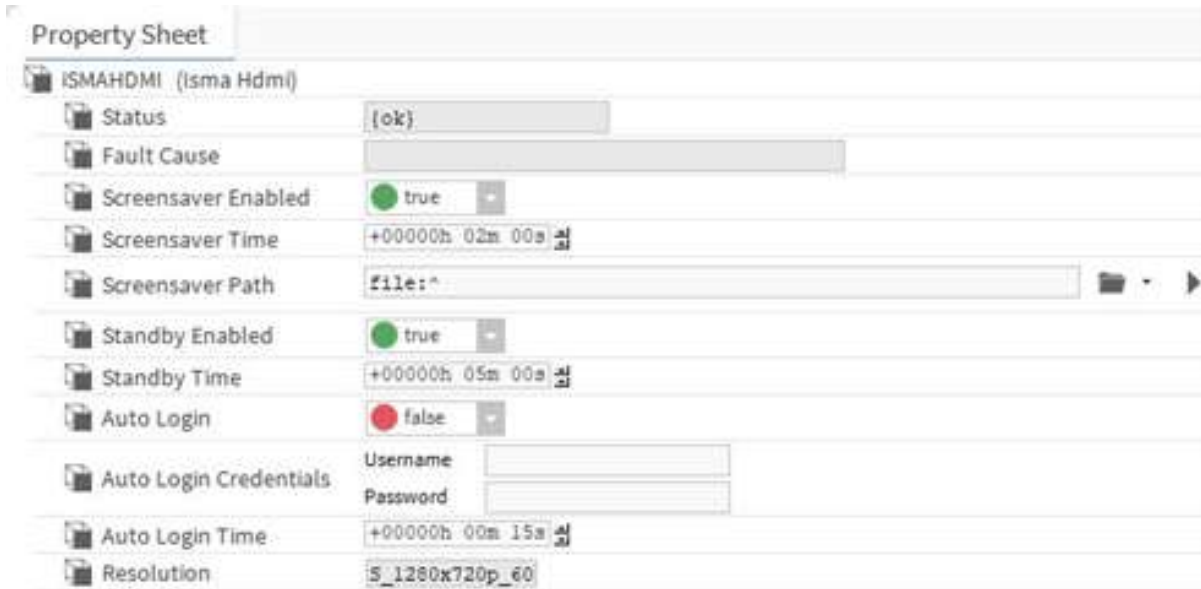 Property Sheet
ISMAHDMI (Isma Hdmi)
Status {ok}
Fault Cause
Screensaver Enabled true
Screensaver Time +00000h 02m 00s
Screensaver Path file:^
Standby Enabled true
Standby Time +00000h 05m 00s
Auto Login false
Auto Login Credentials
Username
Password
Auto Login Time +00000h 00m 15s
Resolution S_1280x720p_60